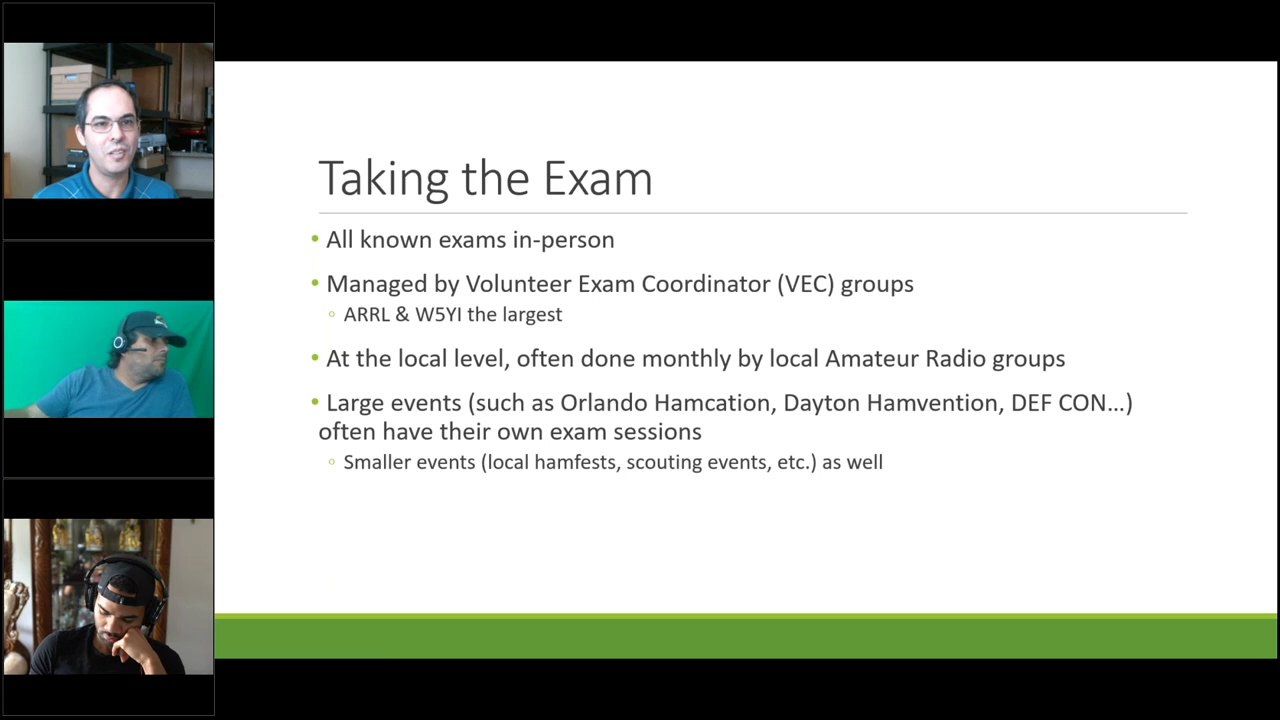 Taking the Exam
• All known exams in-person
• Managed by Volunteer Exam Coordinator (VEC) groups
◦ ARRL & W5YI the largest
• At the local level, often done monthly by local Amateur Radio groups
• Large events (such as Orlando Hamcation, Dayton Hamvention, DEF CON…)
often have their own exam sessions
◦ Smaller events (local hamfests, scouting events, etc.) as well